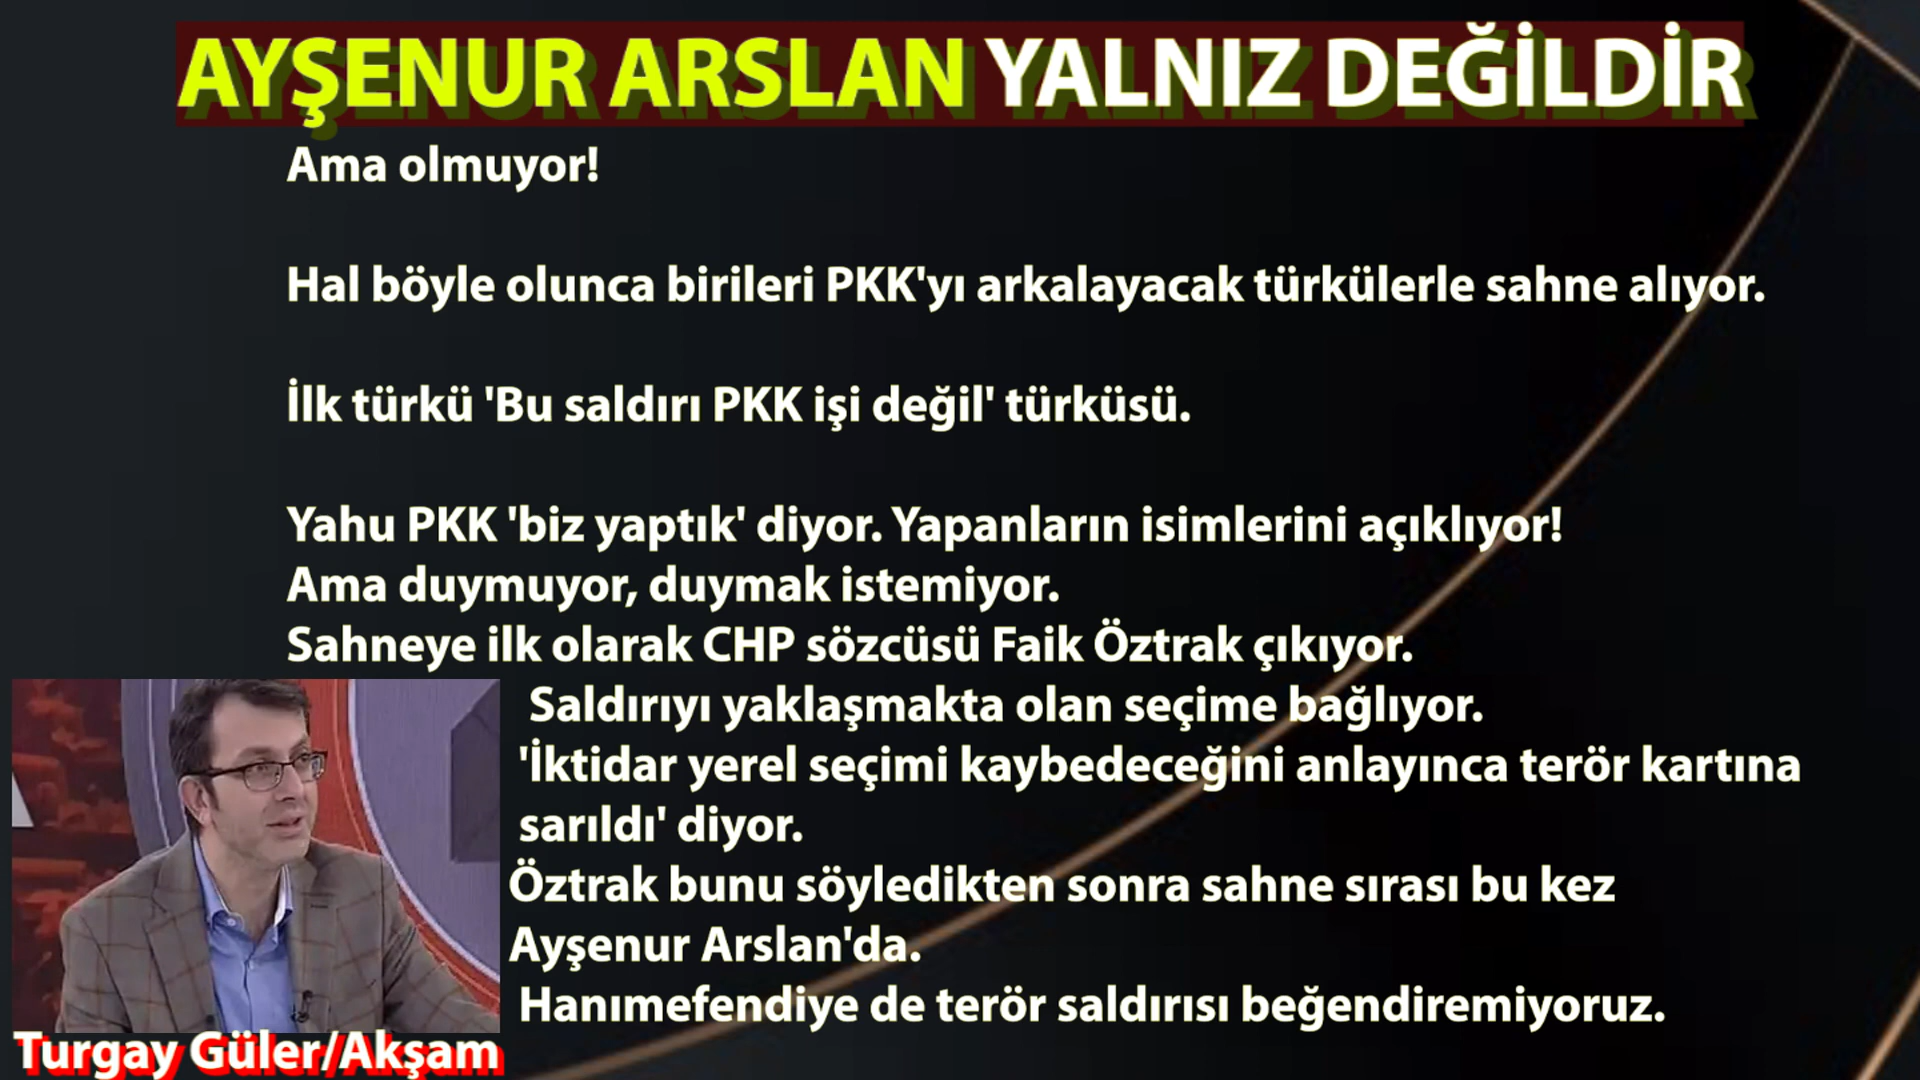 AYŞENUR ARSLAN YALNIZ DEĞİLDİR
Ama olmuyor!
Hal böyle olunca birileri PKK'yı arkalayacak türkülerle sahne alıyor.
İlk türkü 'Bu saldırı PKK işi değil' türküsü.
Yahu PKK 'biz yaptık' diyor. Yapanların isimlerini açıklıyor!
Ama duymuyor, duymak istemiyor.
Sahneye ilk olarak CHP sözcüsü Faik Öztrak çıkıyor.
Saldırıyı yaklaşmakta olan seçime bağlıyor.
'İktidar yerel seçimi kaybedeceğini anlayınca terör kartına
sarıldı' diyor.
Öztrak bunu söyledikten sonra sahne sırası bu kez
Ayşenur Arslan'da.
Hanımefendiye de terör saldırısı beğendiremiyoruz.
Turgay Güler/Akşam